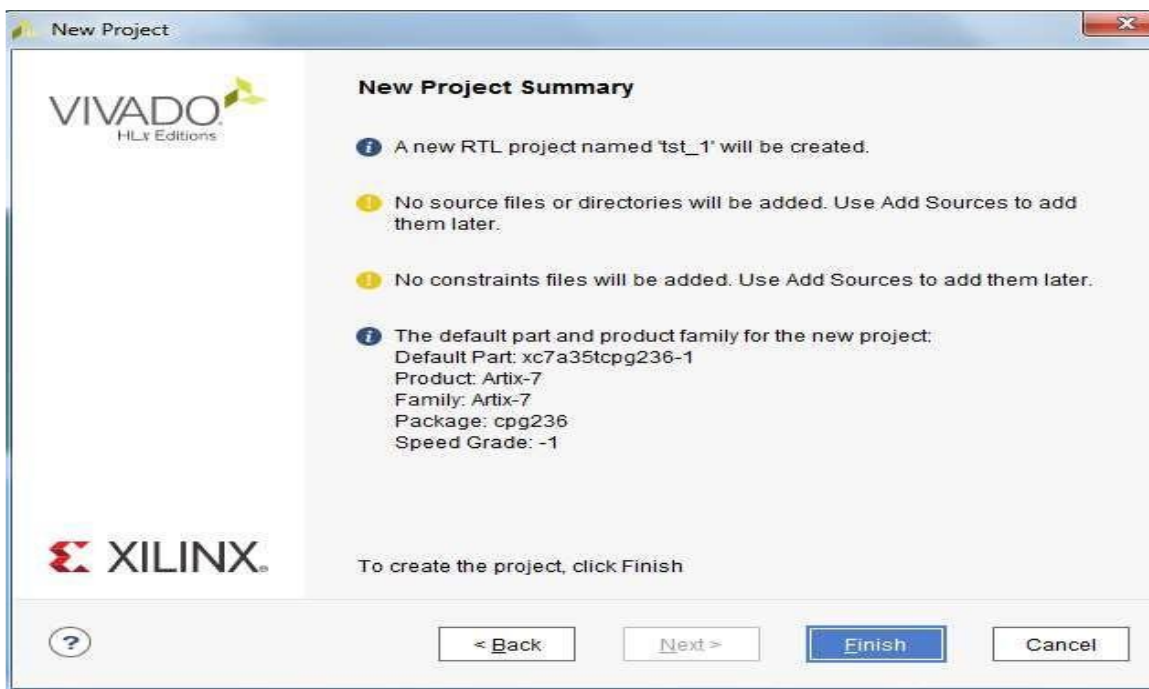 New Project
VIVADO
HLx Editions
New Project Summary
A new RTL project named 'tst_1' will be created.
No source files or directories will be added. Use Add Sources to add
them later.
No constraints files will be added. Use Add Sources to add them later.
The default part and product family for the new project:
Default Part: xc7a35tcpg236-1
Product: Artix-7
Family: Artix-7
Package: cpg236
Speed Grade: -1
XILINX
To create the project, click Finish
?
< Back
Next >
Finish
Cancel